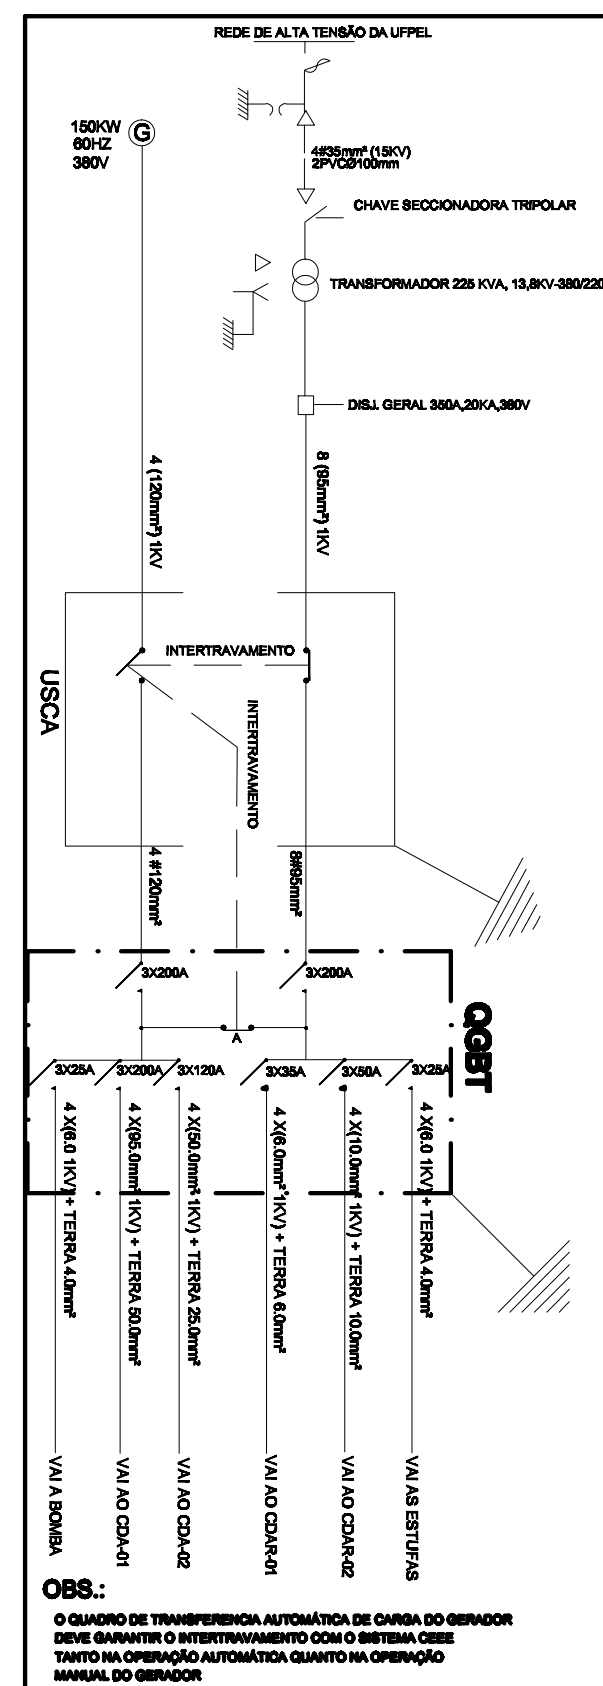 REDE DE ALTA TENSÃO DA UFPEL
150KW
60HZ
380V
G
4#35mm² (15KV)
2PVCØ100mm
CHAVE SECCIONADORA TRIPOLAR
TRANSFORMADOR 225 KVA, 13,8KV-380/220
DISJ. GERAL 350A,20KA,380V
4 (120mm²) 1KV
8 (95mm²) 1KV
INTERTRAVAMENTO
USCA
INTERTRAVAMENTO
4 #120mm²
8#95mm²
3X200A
3X200A
QGBT
A
3X25A
3X200A
3X120A
3X35A
3X50A
3X25A
4 X(6.0 1KV) + TERRA 4.0mm²
4 X(95.0mm² 1KV) + TERRA 50.0mm²
4 X(50.0mm² 1KV) + TERRA 25.0mm²
4 X(6.0mm² 1KV) + TERRA 6.0mm²
4 X(10.0mm² 1KV) + TERRA 10.0mm²
4 X(6.0 1KV) + TERRA 4.0mm²
VAI A BOMBA
VAI AO CDA-01
VAI AO CDA-02
VAI AO CDAR-01
VAI AO CDAR-02
VAI AS ESTUFAS
OBS.:
O QUADRO DE TRANSFERENCIA AUTOMÁTICA DE CARGA DO GERADOR
DEVE GARANTIR O INTERTRAVAMENTO COM O SISTEMA CEEE
TANTO NA OPERAÇÃO AUTOMÁTICA QUANTO NA OPERAÇÃO
MANUAL DO GERADOR